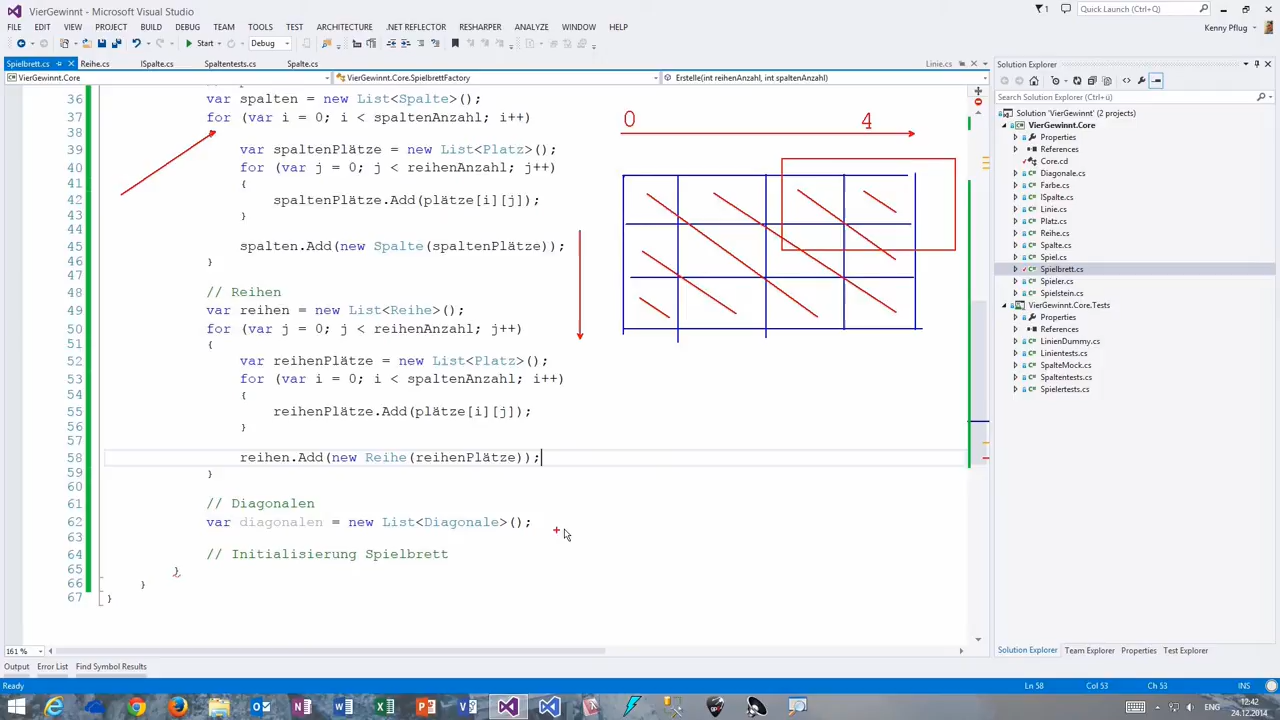 VierGewinnt - Microsoft Visual Studio
Quick Launch (Ctrl+Q)
FILE EDIT VIEW PROJECT BUILD DEBUG TEAM TOOLS TEST ARCHITECTURE .NET REFLECTOR RESHARPER ANALYZE WINDOW HELP
Kenny Pflug
Start Debug
Spielbrett.cs Reihe.cs ISpalte.cs Spaltentests.cs Spalte.cs Linie.cs
VierGewinnt.Core VierGewinnt.Core.SpielbrettFactory Erstelle(int reihenAnzahl, int spaltenAnzahl)
36 var spalten = new List<Spalte>();
37 for (var i = 0; i < spaltenAnzahl; i++)
38
39 var spaltenPlätze = new List<Platz>();
40 for (var j = 0; j < reihenAnzahl; j++)
41 {
42 spaltenPlätze.Add(plätze[i][j]);
43 }
44
45 spalten.Add(new Spalte(spaltenPlätze));
46 }
47
48 // Reihen
49 var reihen = new List<Reihe>();
50 for (var j = 0; j < reihenAnzahl; j++)
51 {
52 var reihenPlätze = new List<Platz>();
53 for (var i = 0; i < spaltenAnzahl; i++)
54 {
55 reihenPlätze.Add(plätze[i][j]);
56 }
57
58 reihen.Add(new Reihe(reihenPlätze));
59 }
60
61 // Diagonalen
62 var diagonalen = new List<Diagonale>();
63
64 // Initialisierung Spielbrett
65 }
66 }
67 }
0 4
161 %
Output Error List Find Symbol Results
Solution Explorer
Search Solution Explorer (Ctrl+ü)
Solution 'VierGewinnt' (2 projects)
VierGewinnt.Core
Properties
References
Core.cd
Diagonale.cs
Farbe.cs
ISpalte.cs
Linie.cs
Platz.cs
Reihe.cs
Spalte.cs
Spiel.cs
Spielbrett.cs
Spieler.cs
Spielstein.cs
VierGewinnt.Core.Tests
Properties
References
LinienDummy.cs
Linientests.cs
SpalteMock.cs
Spaltentests.cs
Spielertests.cs
Solution Explorer Team Explorer Properties Test Explorer
Ready Ln 58 Col 53 Ch 53 INS
ENG 12:42
24.12.2014